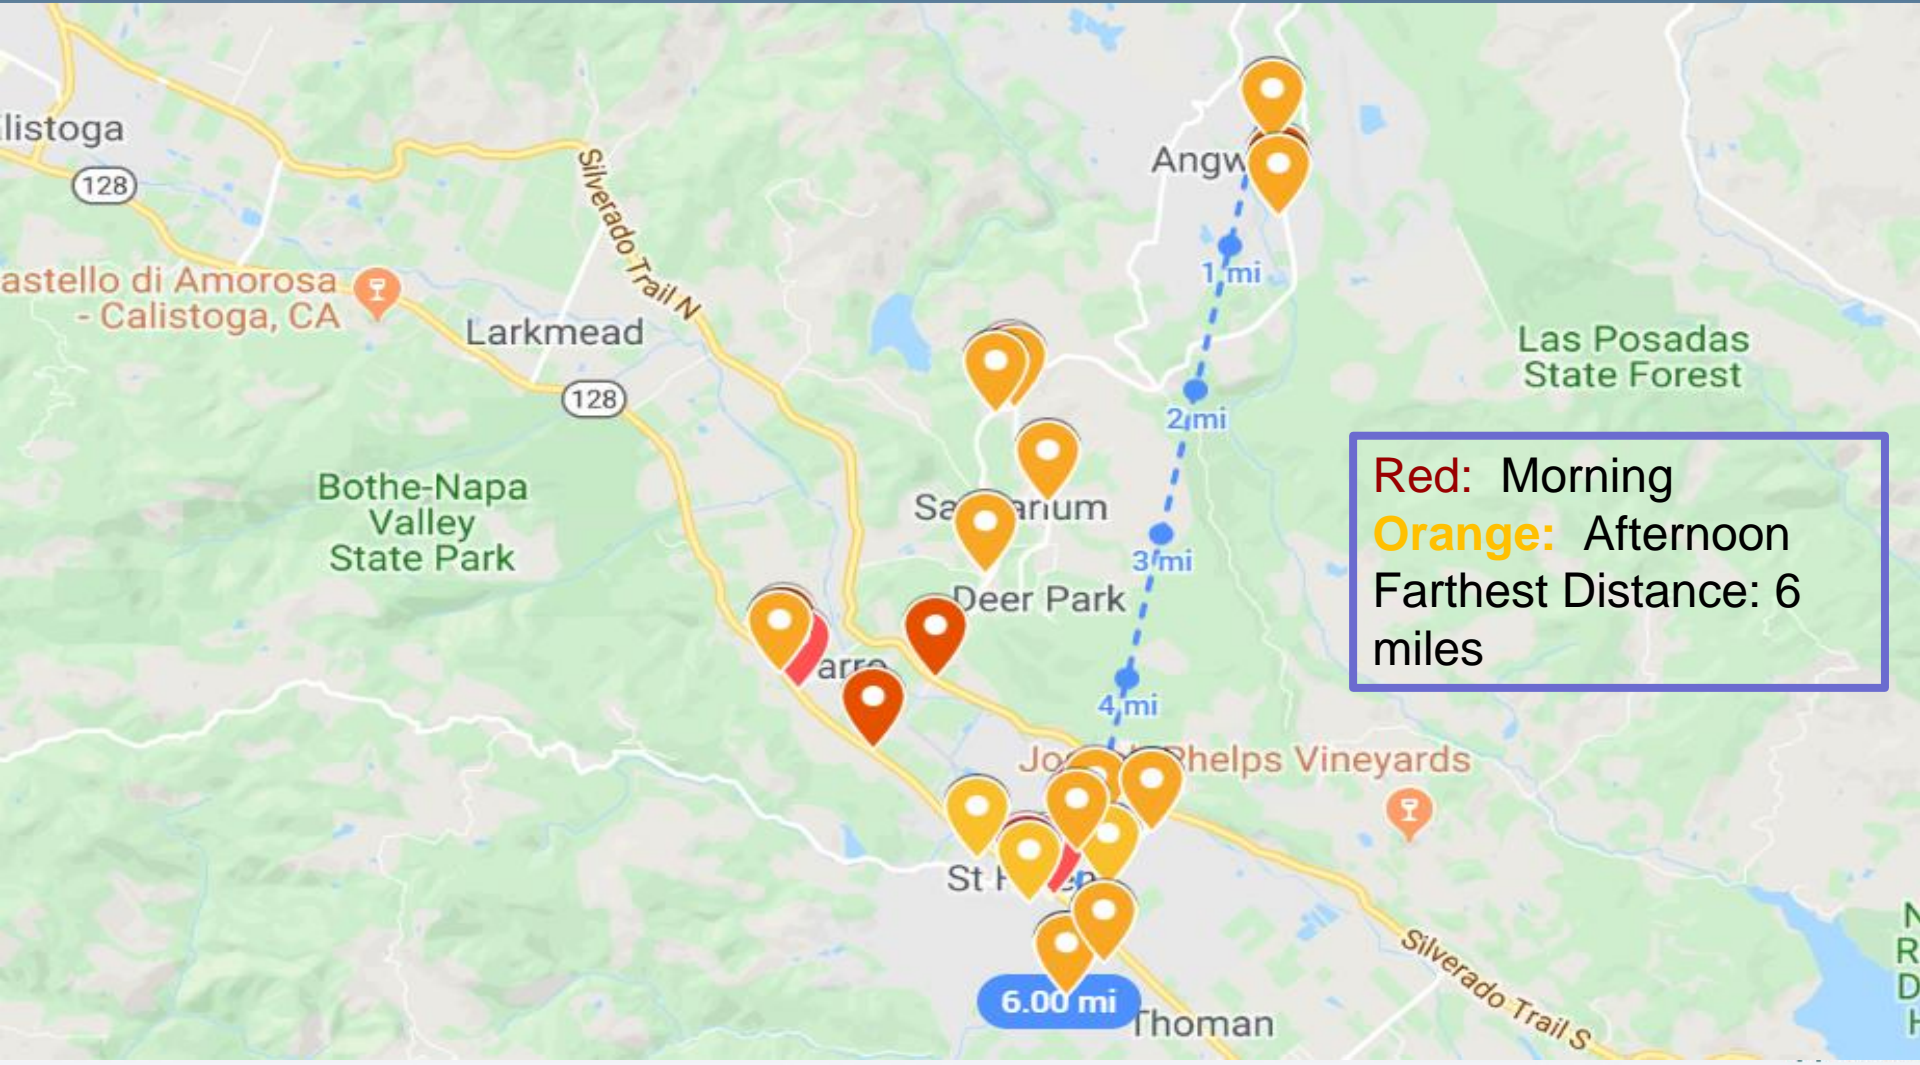 listoga
128
Silverado Trail N
astello di Amorosa
- Calistoga, CA
Larkmead
128
Bothe-Napa
Valley
State Park
Angw
1 mi
2 mi
3 mi
4 mi
Las Posadas
State Forest
Red: Morning
Orange: Afternoon
Farthest Distance: 6
miles
Deer Park
helps Vineyards
6.00 mi
Thoman
Silverado Trail S
N
R
D
H